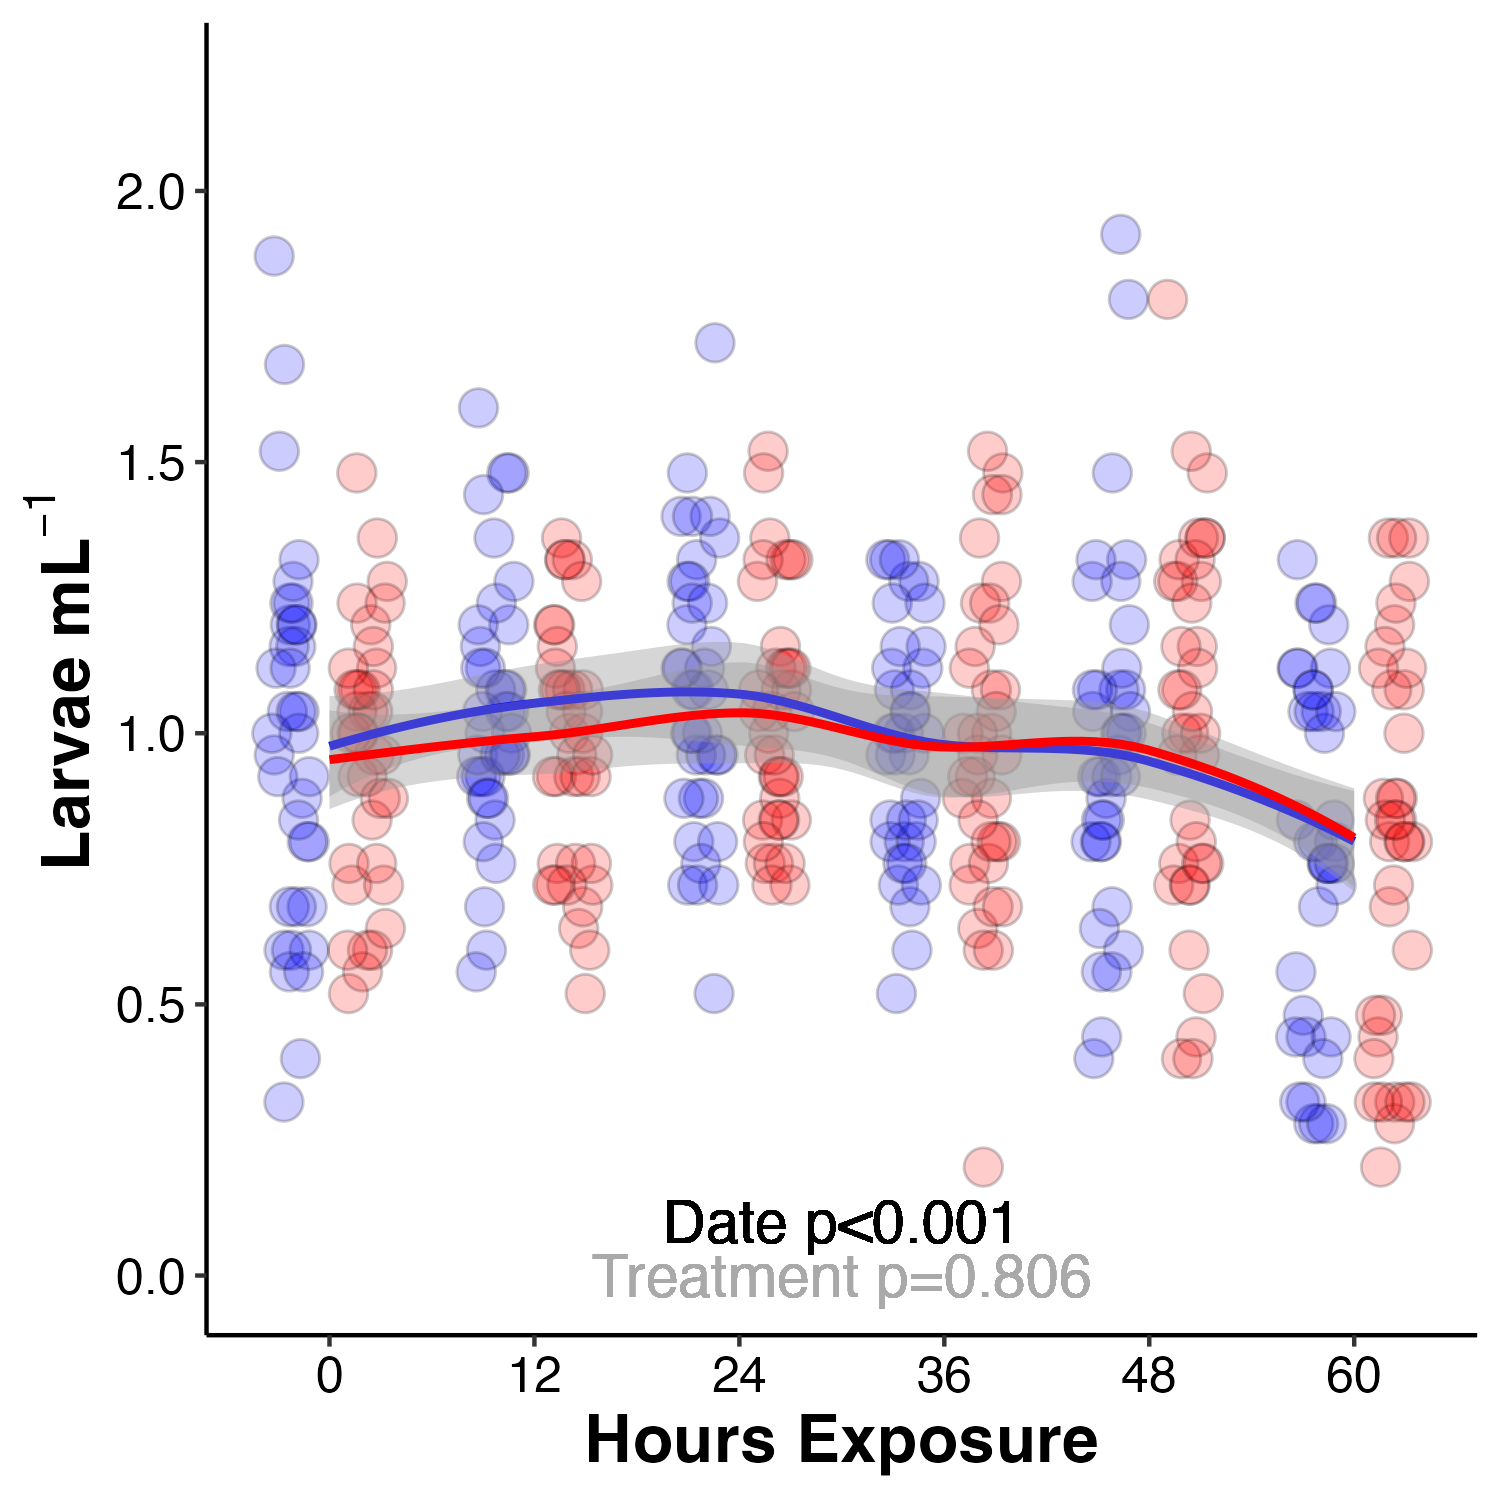 Larvae mL⁻¹
2.0
1.5
1.0
0.5
0.0
Date p<0.001
Treatment p=0.806
0 12 24 36 48 60
Hours Exposure